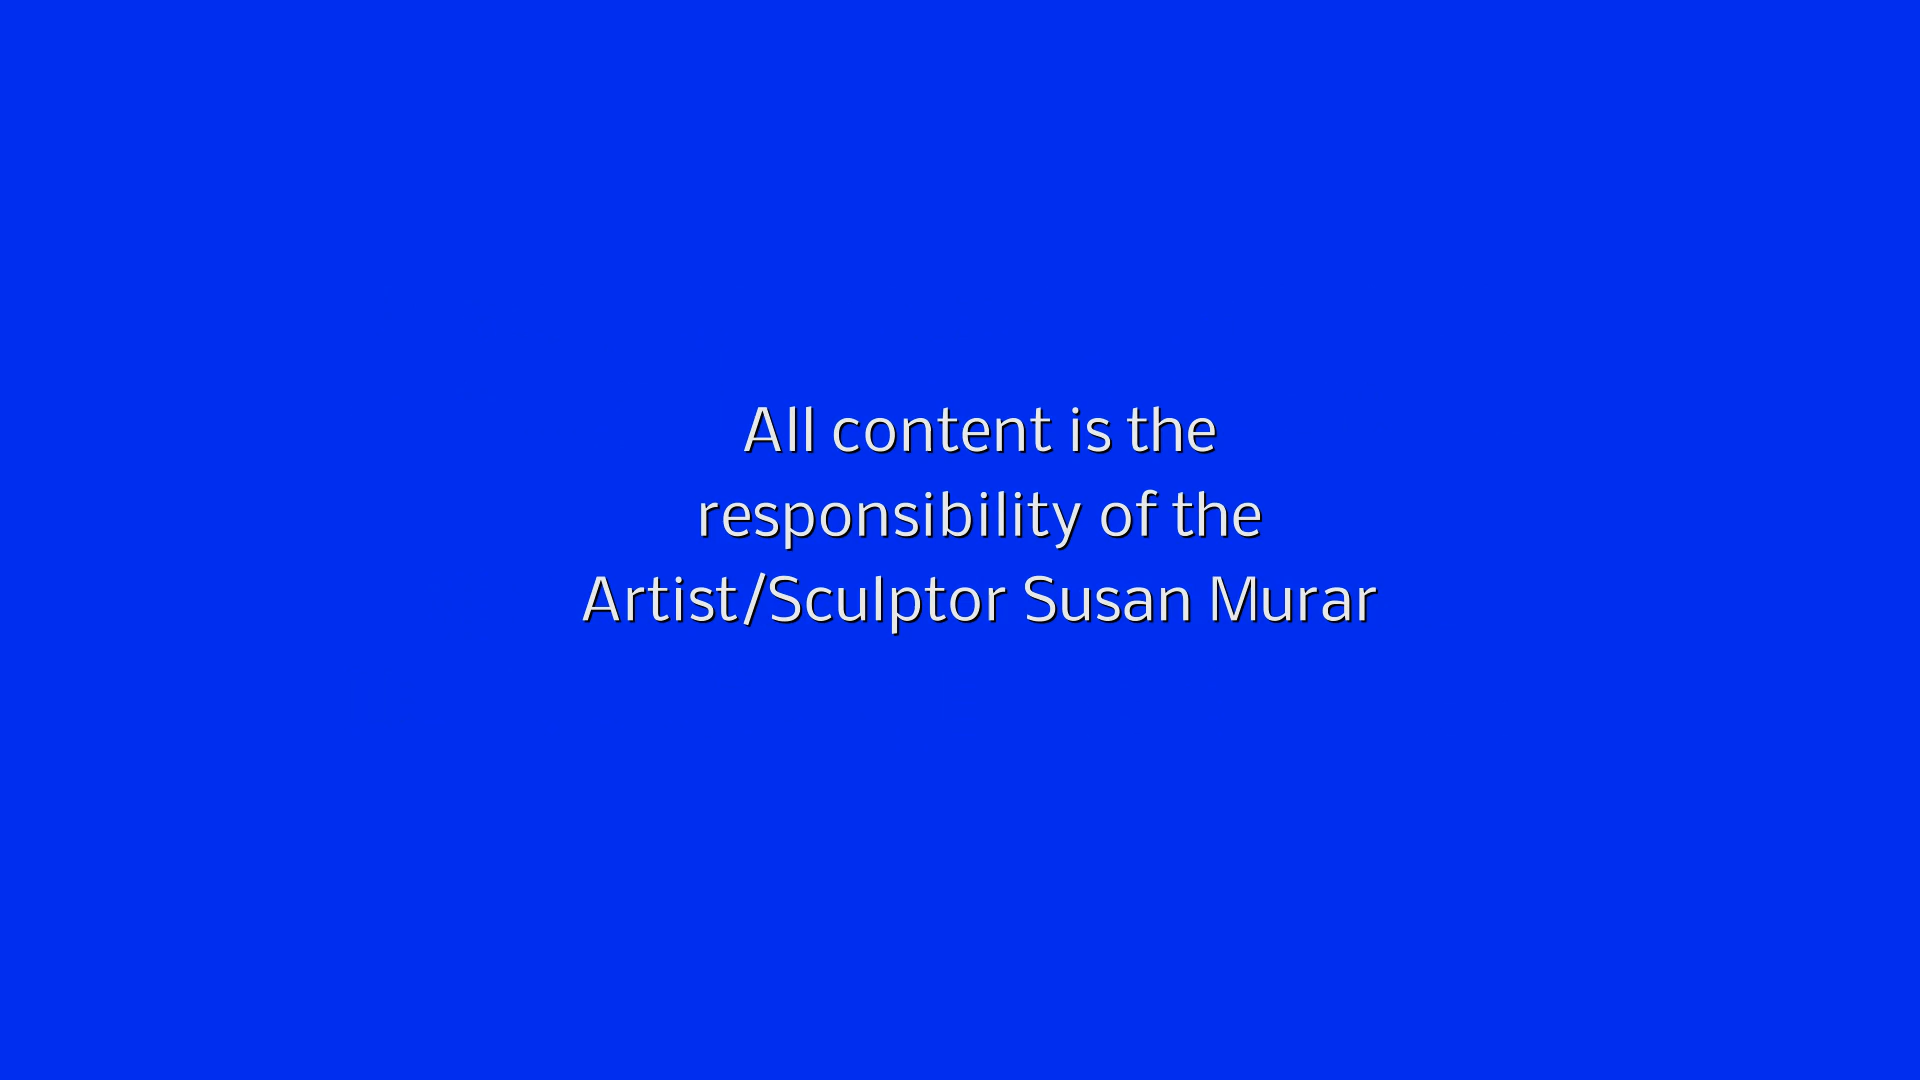 All content is the
responsibility of the
Artist/Sculptor Susan Murar